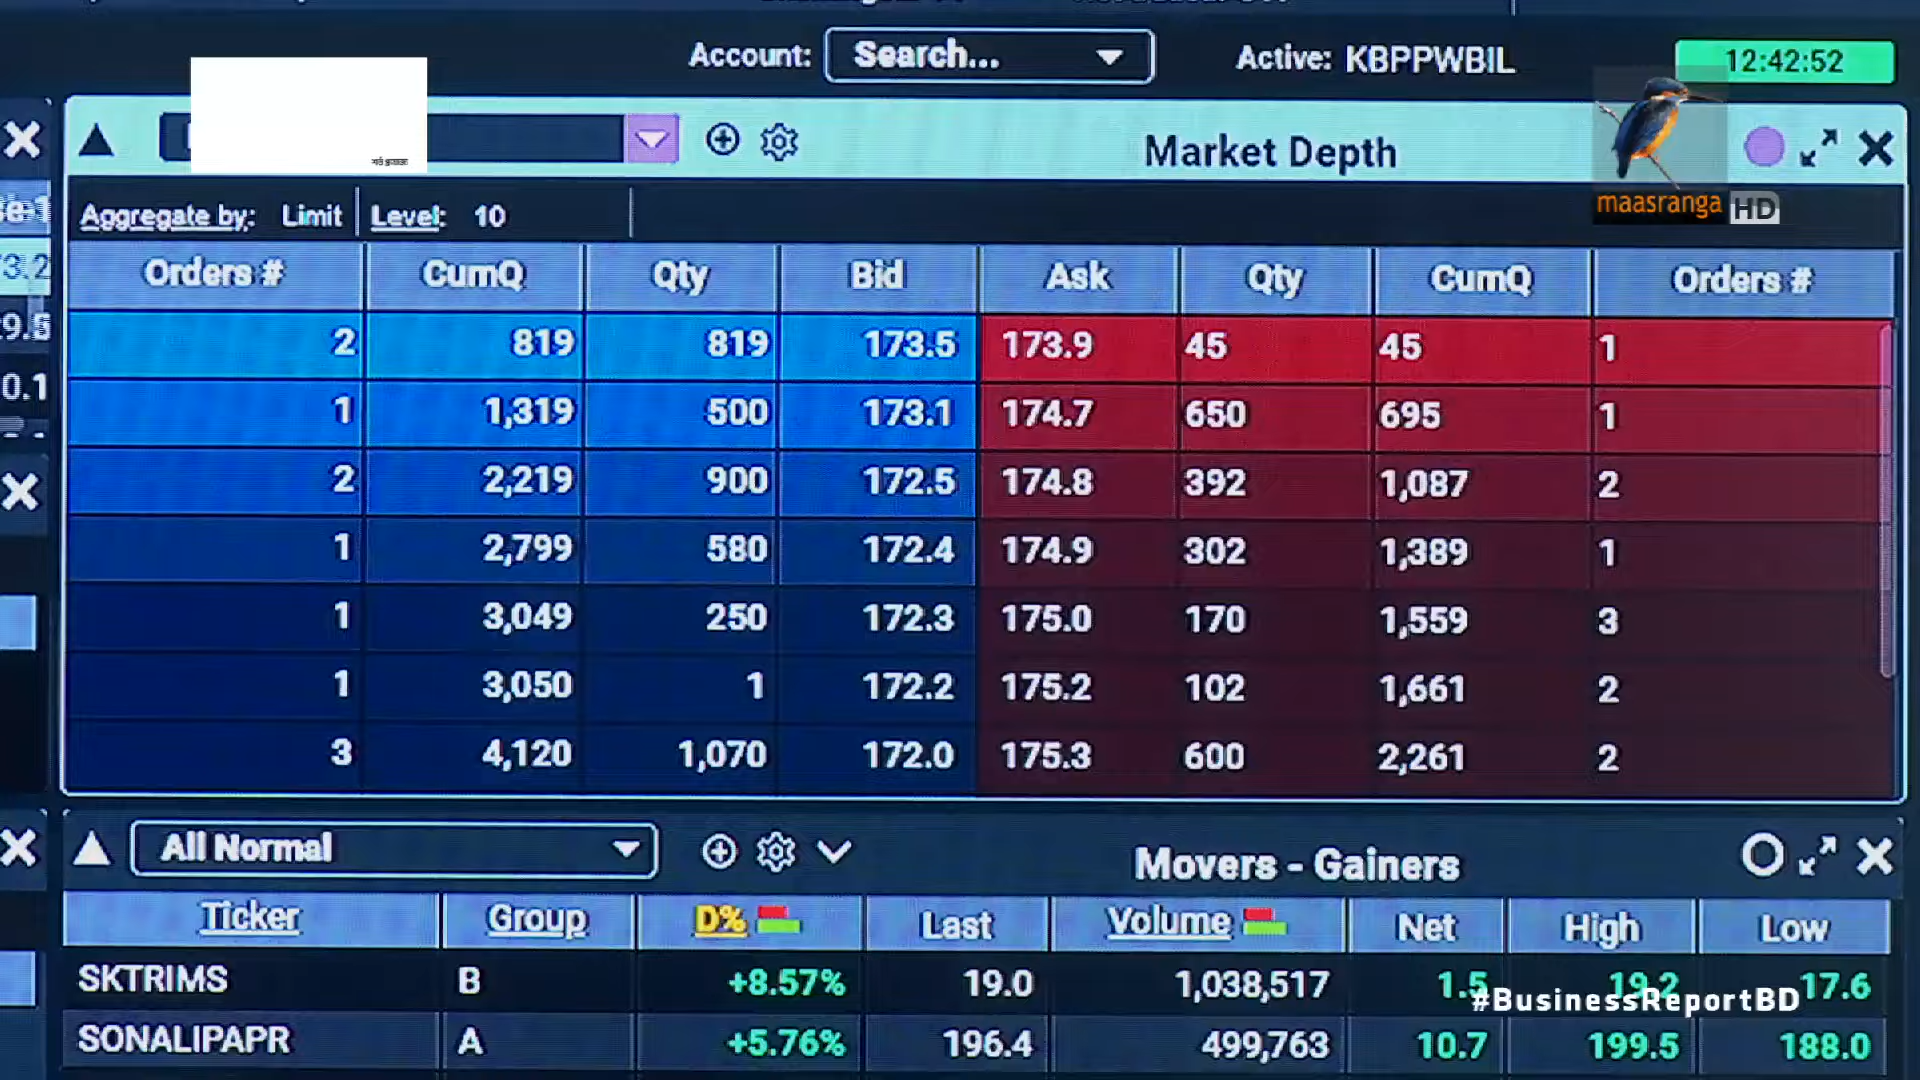 Account: Search... Active: KBPPWBIL 12:42:52
শর্ত প্রযোজ্য
Market Depth
maasranga HD
Aggregate by: Limit Level: 10
Orders # CumQ Qty Bid Ask Qty CumQ Orders #
2 819 819 173.5 173.9 45 45 1
1 1,319 500 173.1 174.7 650 695 1
2 2,219 900 172.5 174.8 392 1,087 2
1 2,799 580 172.4 174.9 302 1,389 1
1 3,049 250 172.3 175.0 170 1,559 3
1 3,050 1 172.2 175.2 102 1,661 2
3 4,120 1,070 172.0 175.3 600 2,261 2
All Normal Movers - Gainers
Ticker Group D% Last Volume Net High Low
SKTRIMS B +8.57% 19.0 1,038,517 1.5 19.2 17.6
#BusinessReportBD
SONALIPAPR A +5.76% 196.4 499,763 10.7 199.5 188.0